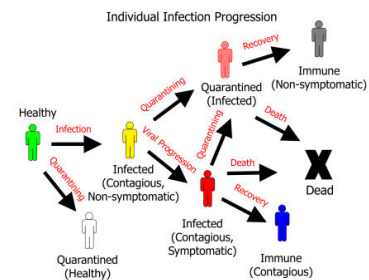 Individual Infection Progression
Recovery
Immune
(Non-symptomatic)
Quarantining
Quarantined
(Infected)
Healthy
Infection
Death
Viral Progression
Quarantining
Quarantining
Infected
(Contagious,
Non-symptomatic)
Death
Dead
Recovery
Infected
(Contagious,
Symptomatic)
Immune
(Contagious)
Quarantined
(Healthy)